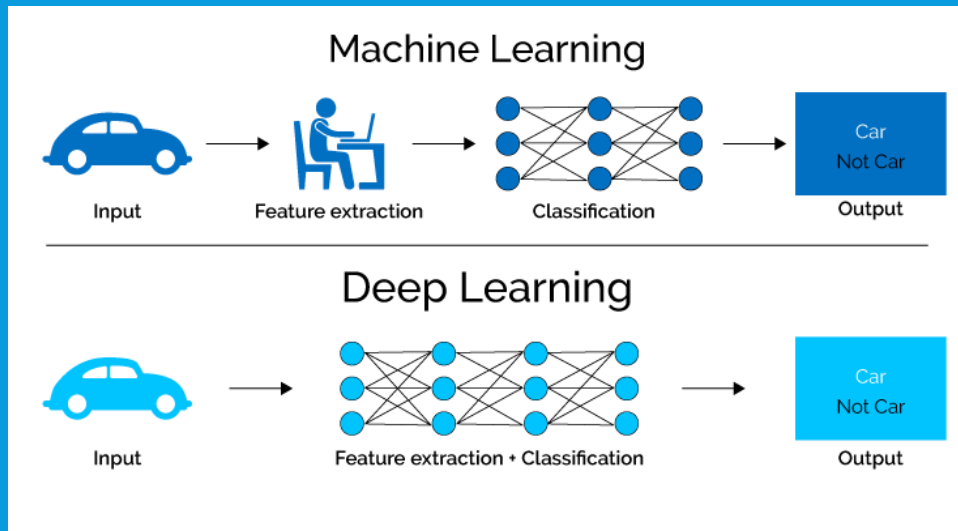 Machine Learning
Car
Not Car
Input
Feature extraction
Classification
Output
Deep Learning
Car
Not Car
Input
Feature extraction + Classification
Output